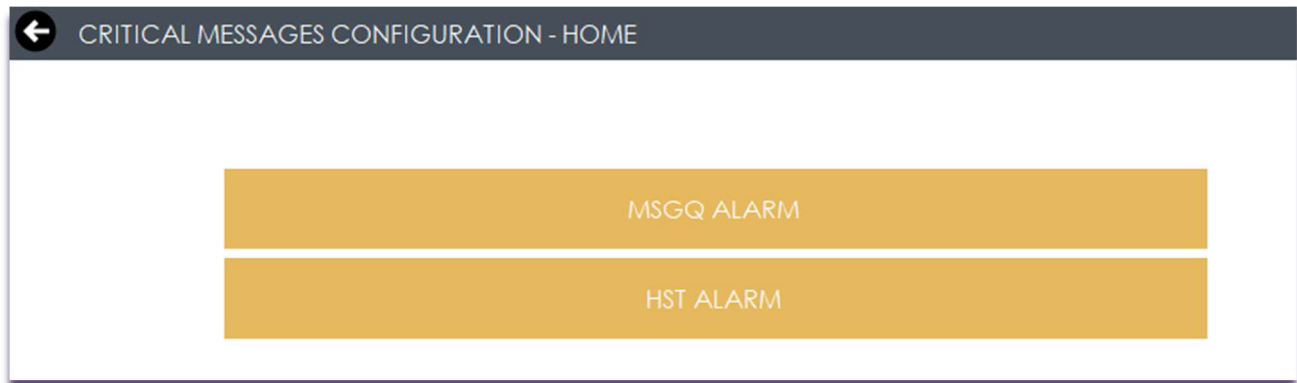 CRITICAL MESSAGES CONFIGURATION - HOME
MSGQ ALARM
HST ALARM